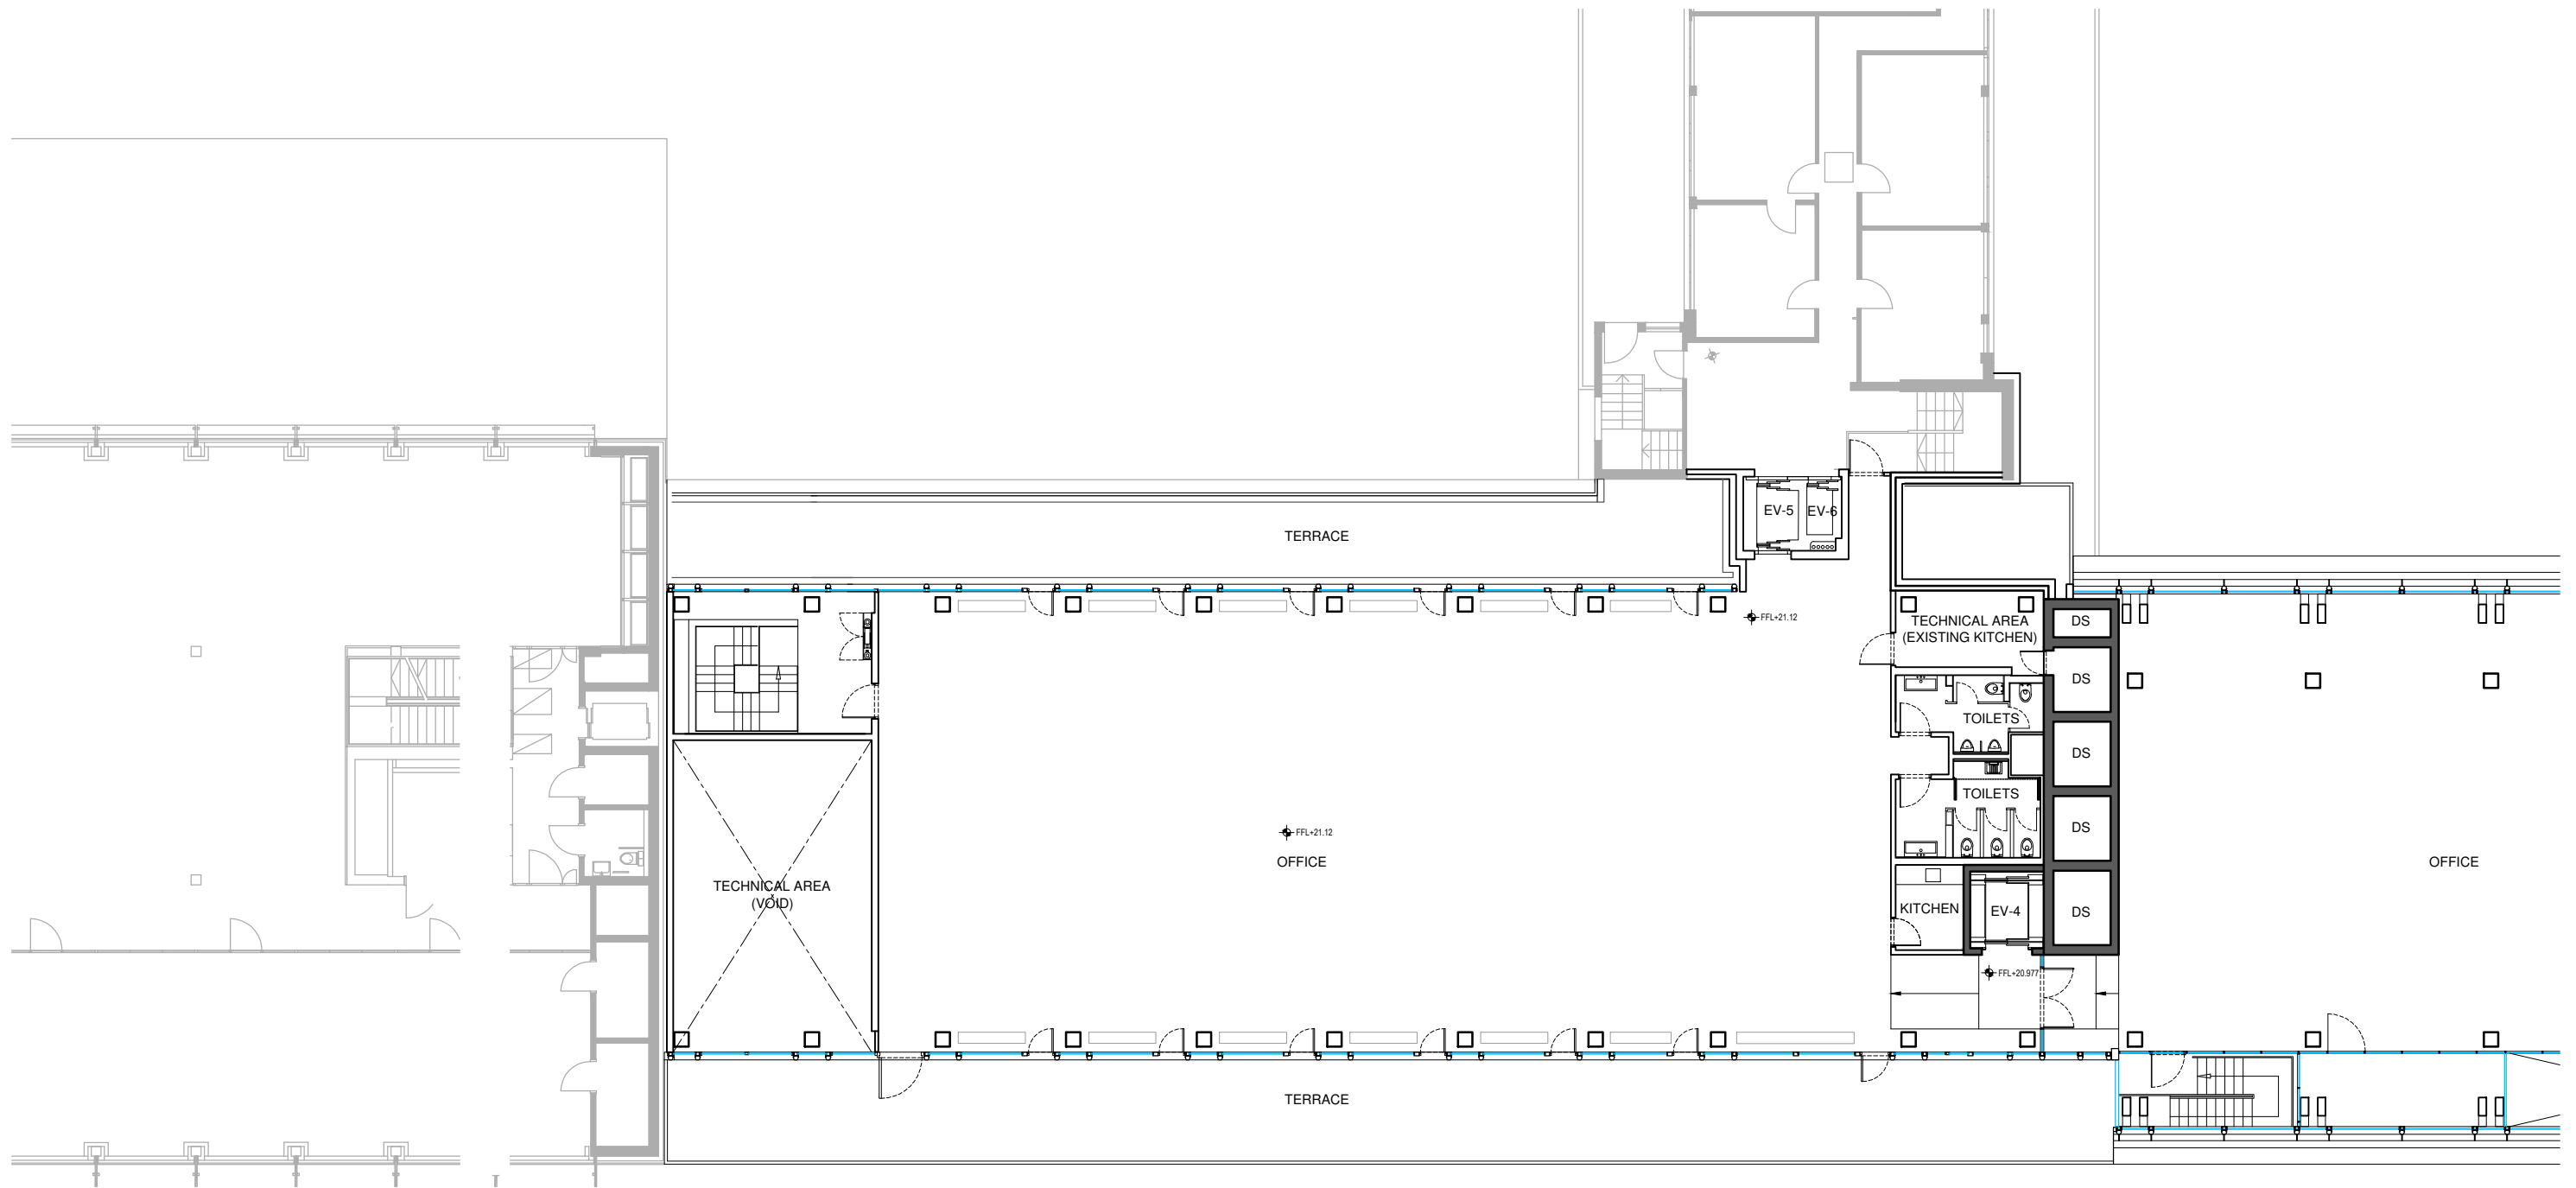 EV-5
EV-6
TERRACE
FFL+21.12
TECHNICAL AREA
(EXISTING KITCHEN)
DS
DS
TOILETS
DS
TOILETS
DS
FFL+21.12
OFFICE
OFFICE
TECHNICAL AREA
(VOID)
KITCHEN
EV-4
DS
FFL+20.977
TERRACE